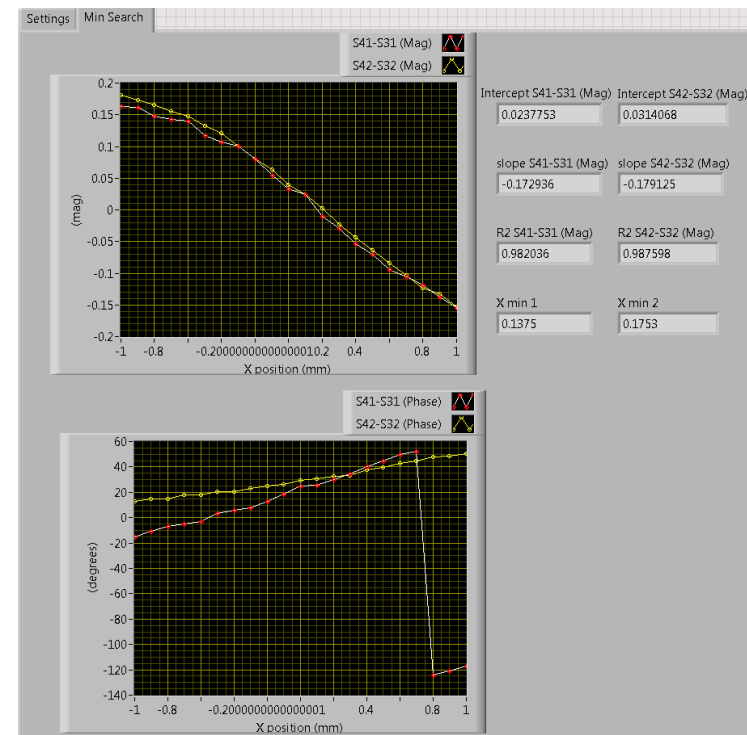 Settings Min Search
S41-S31 (Mag)
S42-S32 (Mag)
0.2
0.15
0.1
0.05
0
-0.05
-0.1
-0.15
-0.2
(mag)
-1 -0.8 -0.2000000000000010.2 0.4 0.8 1
X position (mm)
Intercept S41-S31 (Mag) Intercept S42-S32 (Mag)
0.0237753 0.0314068
slope S41-S31 (Mag) slope S42-S32 (Mag)
-0.172936 -0.179125
R2 S41-S31 (Mag) R2 S42-S32 (Mag)
0.982036 0.987598
X min 1 X min 2
0.1375 0.1753
S41-S31 (Phase)
S42-S32 (Phase)
60
40
20
0
-20
-40
-60
-80
-100
-120
-140
(degrees)
-1 -0.8 -0.200000000000001 0.4 0.8 1
X position (mm)